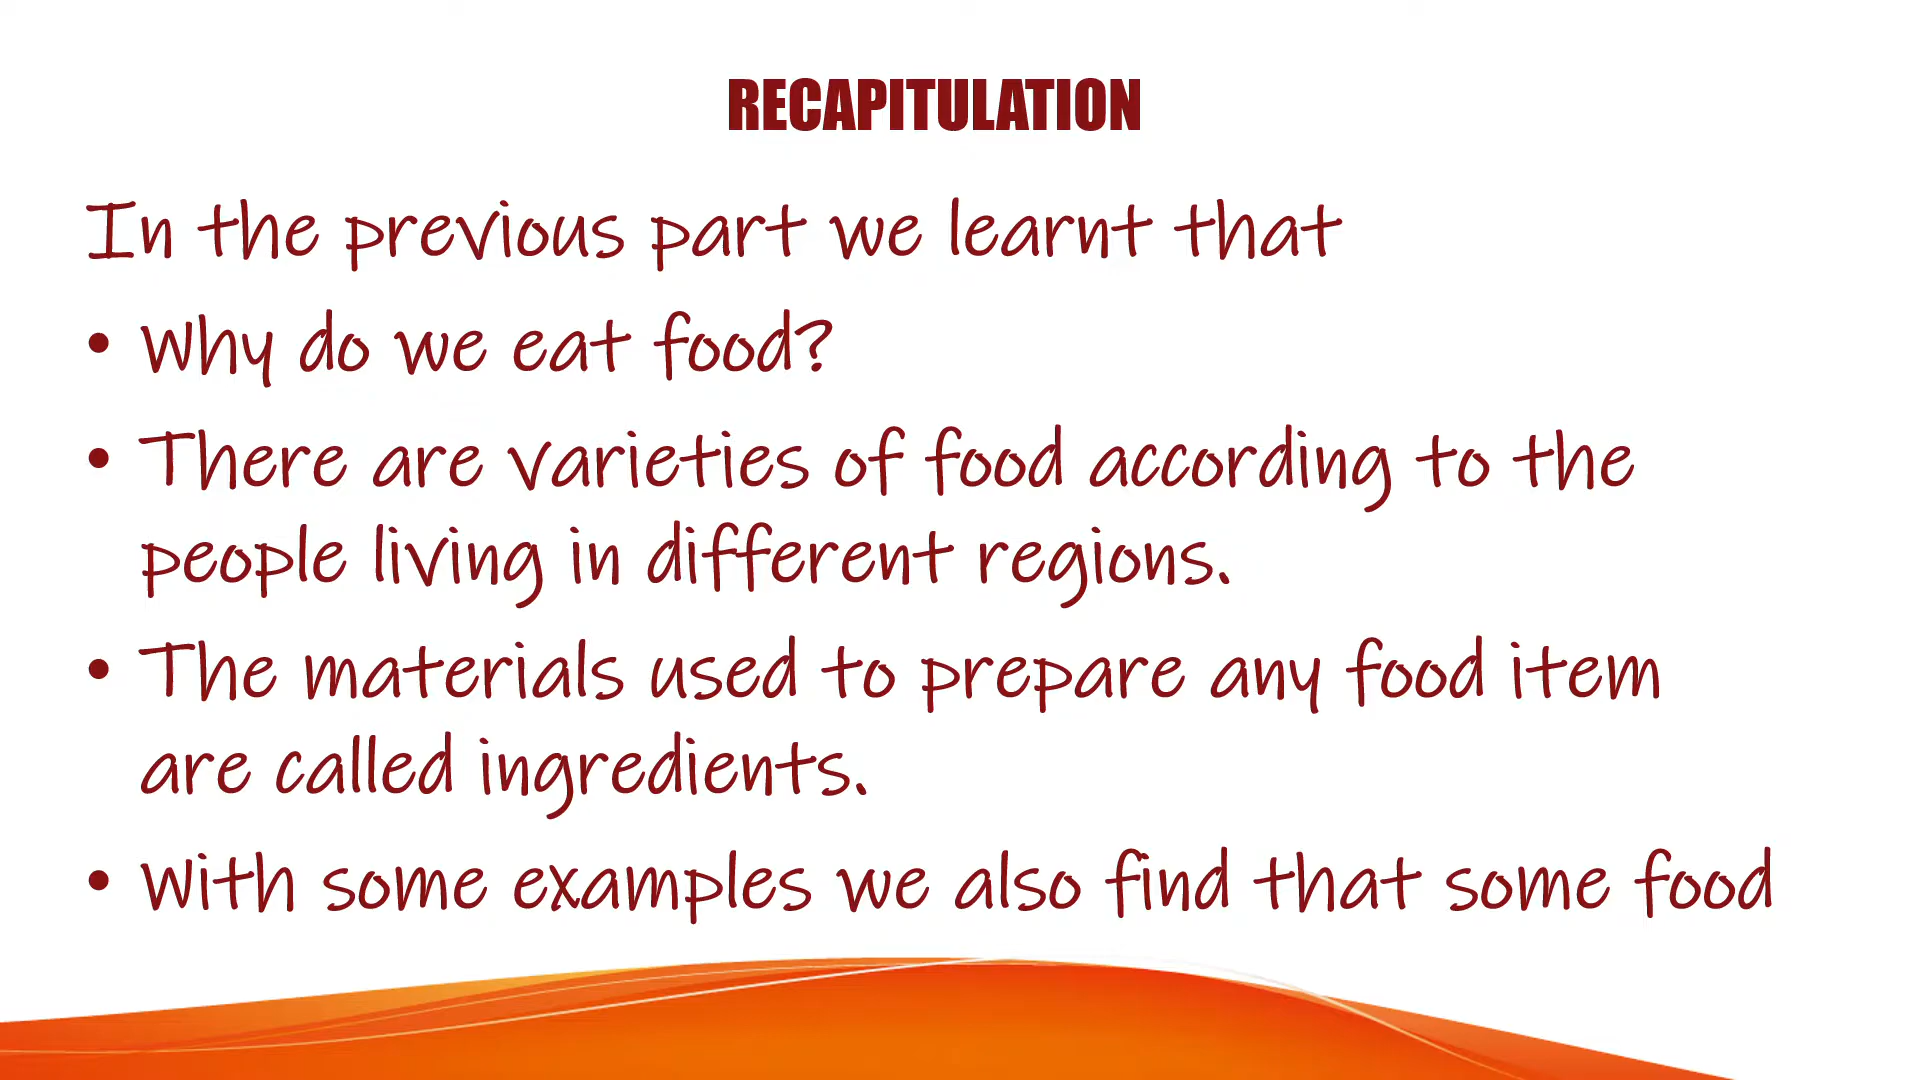 RECAPITULATION
In the previous part we learnt that
• Why do we eat food?
• There are varieties of food according to the
people living in different regions.
• The materials used to prepare any food item
are called ingredients.
• With some examples we also find that some food